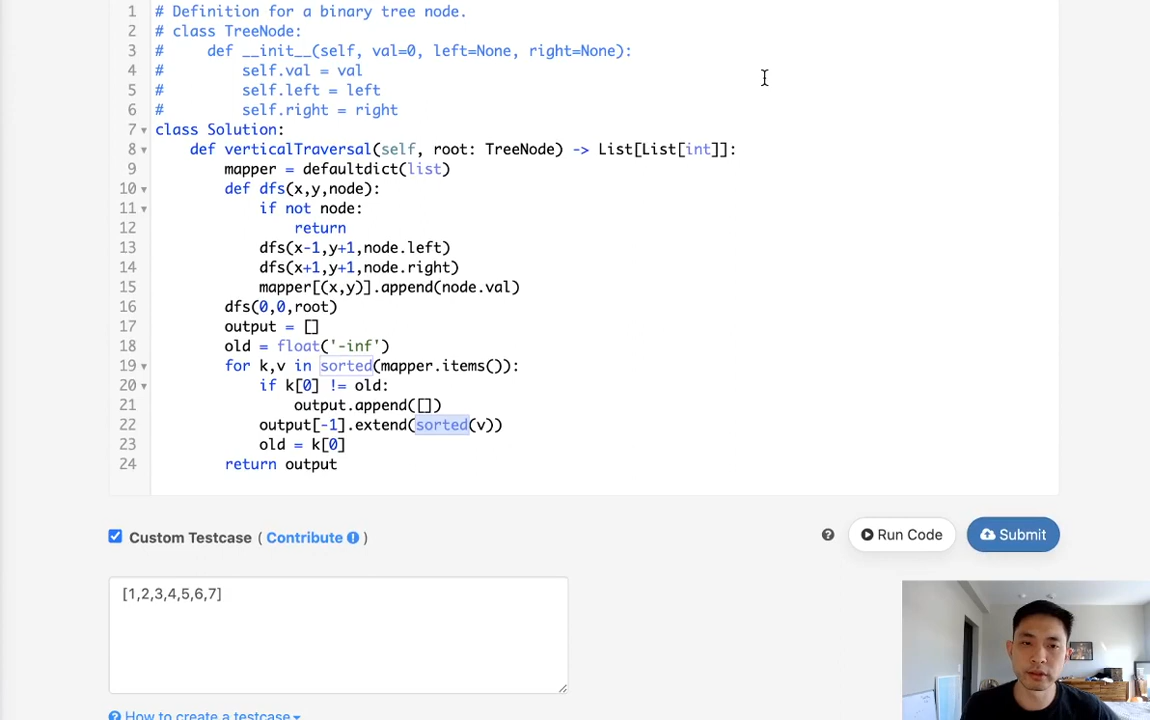 1 # Definition for a binary tree node.
2 # class TreeNode:
3 #     def __init__(self, val=0, left=None, right=None):
4 #         self.val = val
5 #         self.left = left
6 #         self.right = right
7 class Solution:
8     def verticalTraversal(self, root: TreeNode) -> List[List[int]]:
9         mapper = defaultdict(list)
10         def dfs(x,y,node):
11             if not node:
12                 return
13             dfs(x-1,y+1,node.left)
14             dfs(x+1,y+1,node.right)
15             mapper[(x,y)].append(node.val)
16         dfs(0,0,root)
17         output = []
18         old = float('-inf')
19         for k,v in sorted(mapper.items()):
20             if k[0] != old:
21                 output.append([])
22             output[-1].extend(sorted(v))
23             old = k[0]
24         return output
Custom Testcase ( Contribute ! )
? Run Code Submit
[1,2,3,4,5,6,7]
? How to create a testcase